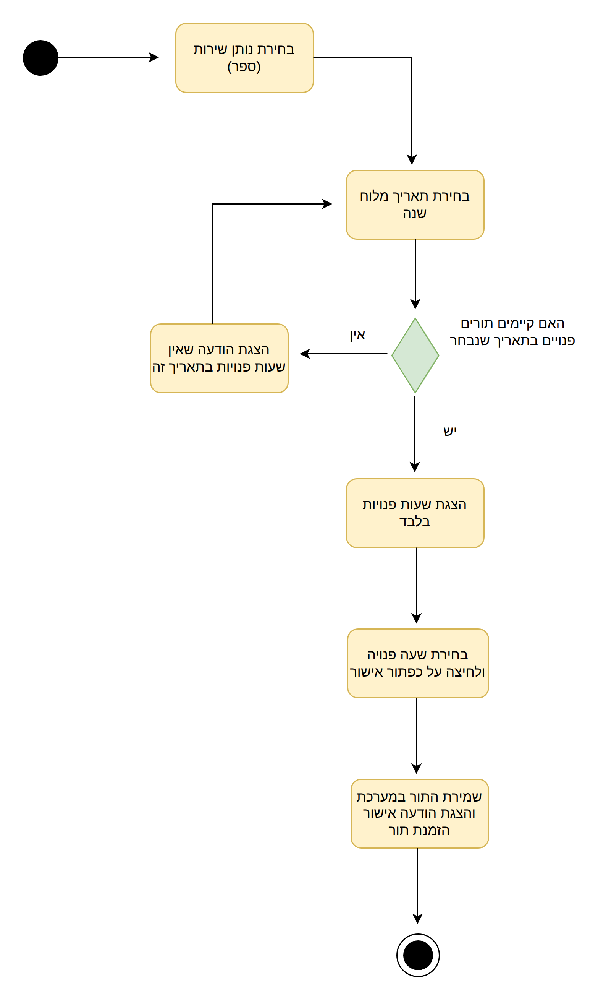 בחירת נותן שירות
(ספר)
בחירת תאריך מלוח
שנה
האם קיימים תורים
פנויים בתאריך שנבחר
אין
הצגת הודעה שאין
שעות פנויות בתאריך זה
יש
הצגת שעות פנויות
בלבד
בחירת שעה פנויה
ולחיצה על כפתור אישור
שמירת התור במערכת
והצגת הודעה אישור
הזמנת תור